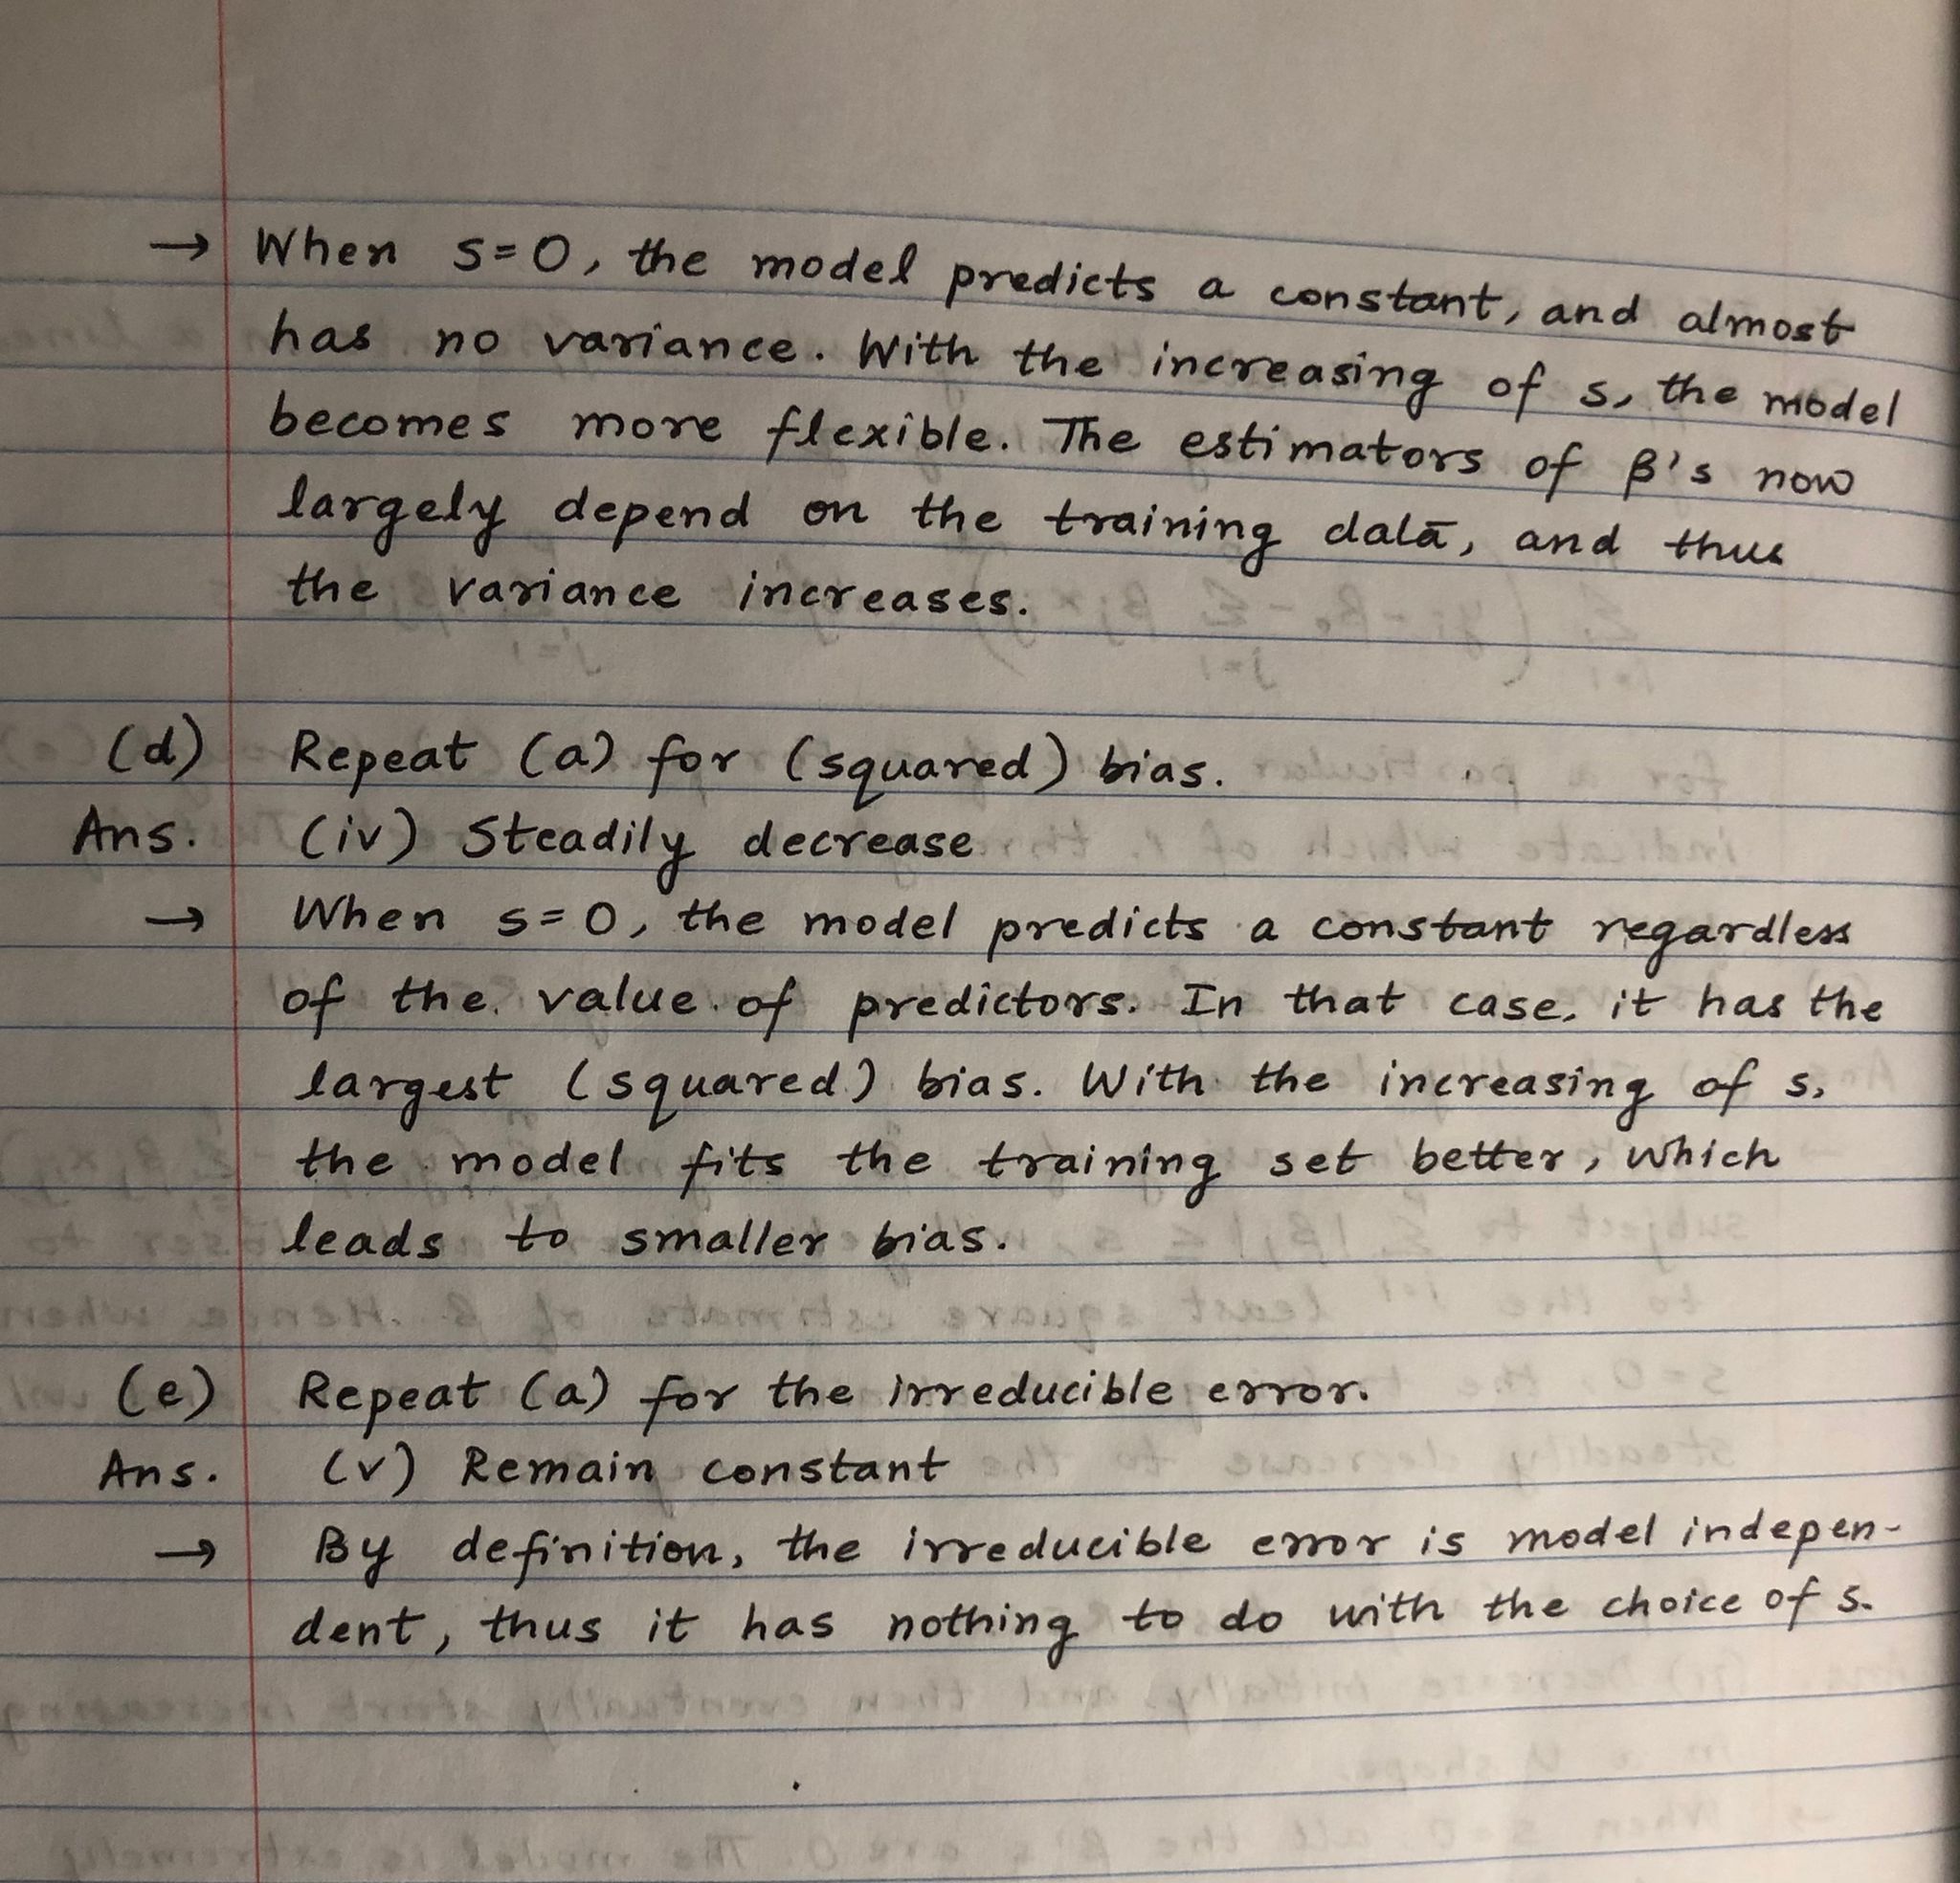 → When s=0, the model predicts a constant, and almost
has no variance. With the increasing of s, the model
becomes more flexible. The estimators of β's now
largely depend on the training data, and thus
the variance increases.
(d) Repeat (a) for (squared) bias.
Ans. (iv) Steadily decrease
→ When s=0, the model predicts a constant regardless
of the value of predictors. In that case, it has the
largest (squared) bias. With the increasing of s,
the model fits the training set better, which
leads to smaller bias.
(e) Repeat (a) for the irreducible error.
Ans. (v) Remain constant
→ By definition, the irreducible error is model indepen-
dent, thus it has nothing to do with the choice of s.